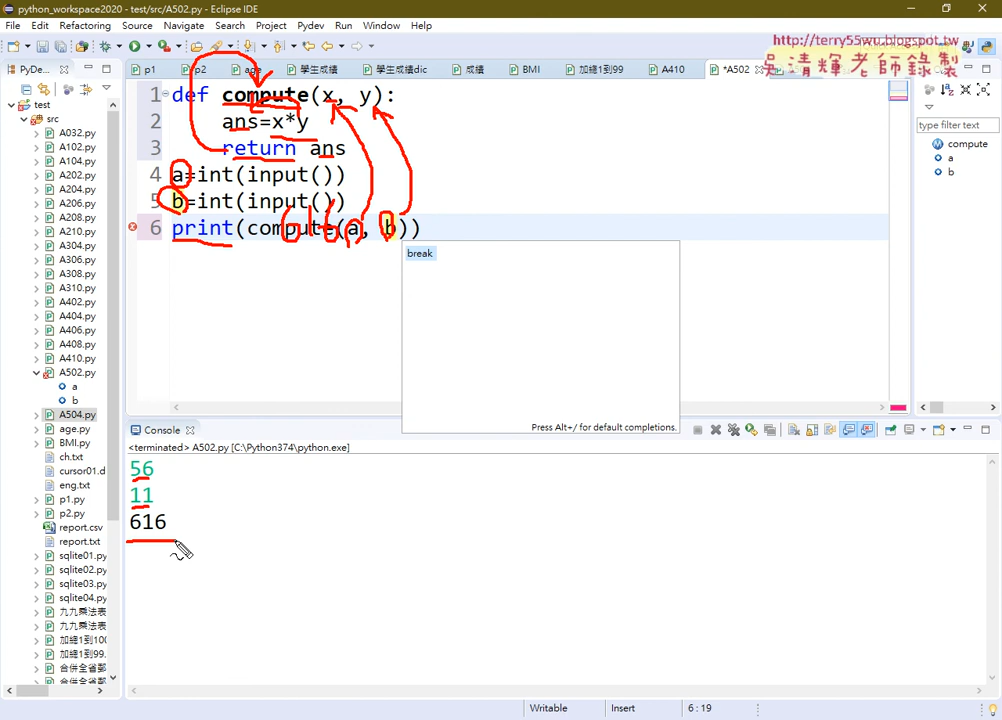 python_workspace2020 - test/src/A502.py - Eclipse IDE
File Edit Refactoring Source Navigate Search Project Pydev Run Window Help
http://terry55wu.blogspot.tw
吳清輝老師錄製
PyDe...
p1
p2
age
學生成績
學生成績dic
成績
BMI
加總1到99
A410
*A502
test
src
A032.py
A102.py
A104.py
A202.py
A204.py
A206.py
A208.py
A210.py
A304.py
A306.py
A308.py
A310.py
A402.py
A404.py
A406.py
A408.py
A410.py
A502.py
a
b
A504.py
age.py
BMI.py
ch.txt
cursor01.d
eng.txt
p1.py
p2.py
report.csv
report.txt
sqlite01.py
sqlite02.py
sqlite03.py
sqlite04.py
九九乘法表
加總1到100
加總1到99.
合併全省郵
1 def compute(x, y):
2 ans=x*y
3 return ans
4 a=int(input())
5 b=int(input())
6 print(compute(a, b))
616
break
Press Alt+/ for default completions.
type filter text
compute
a
b
Console
<terminated> A502.py [C:\Python374\python.exe]
56
11
616
Writable Insert 6 : 19